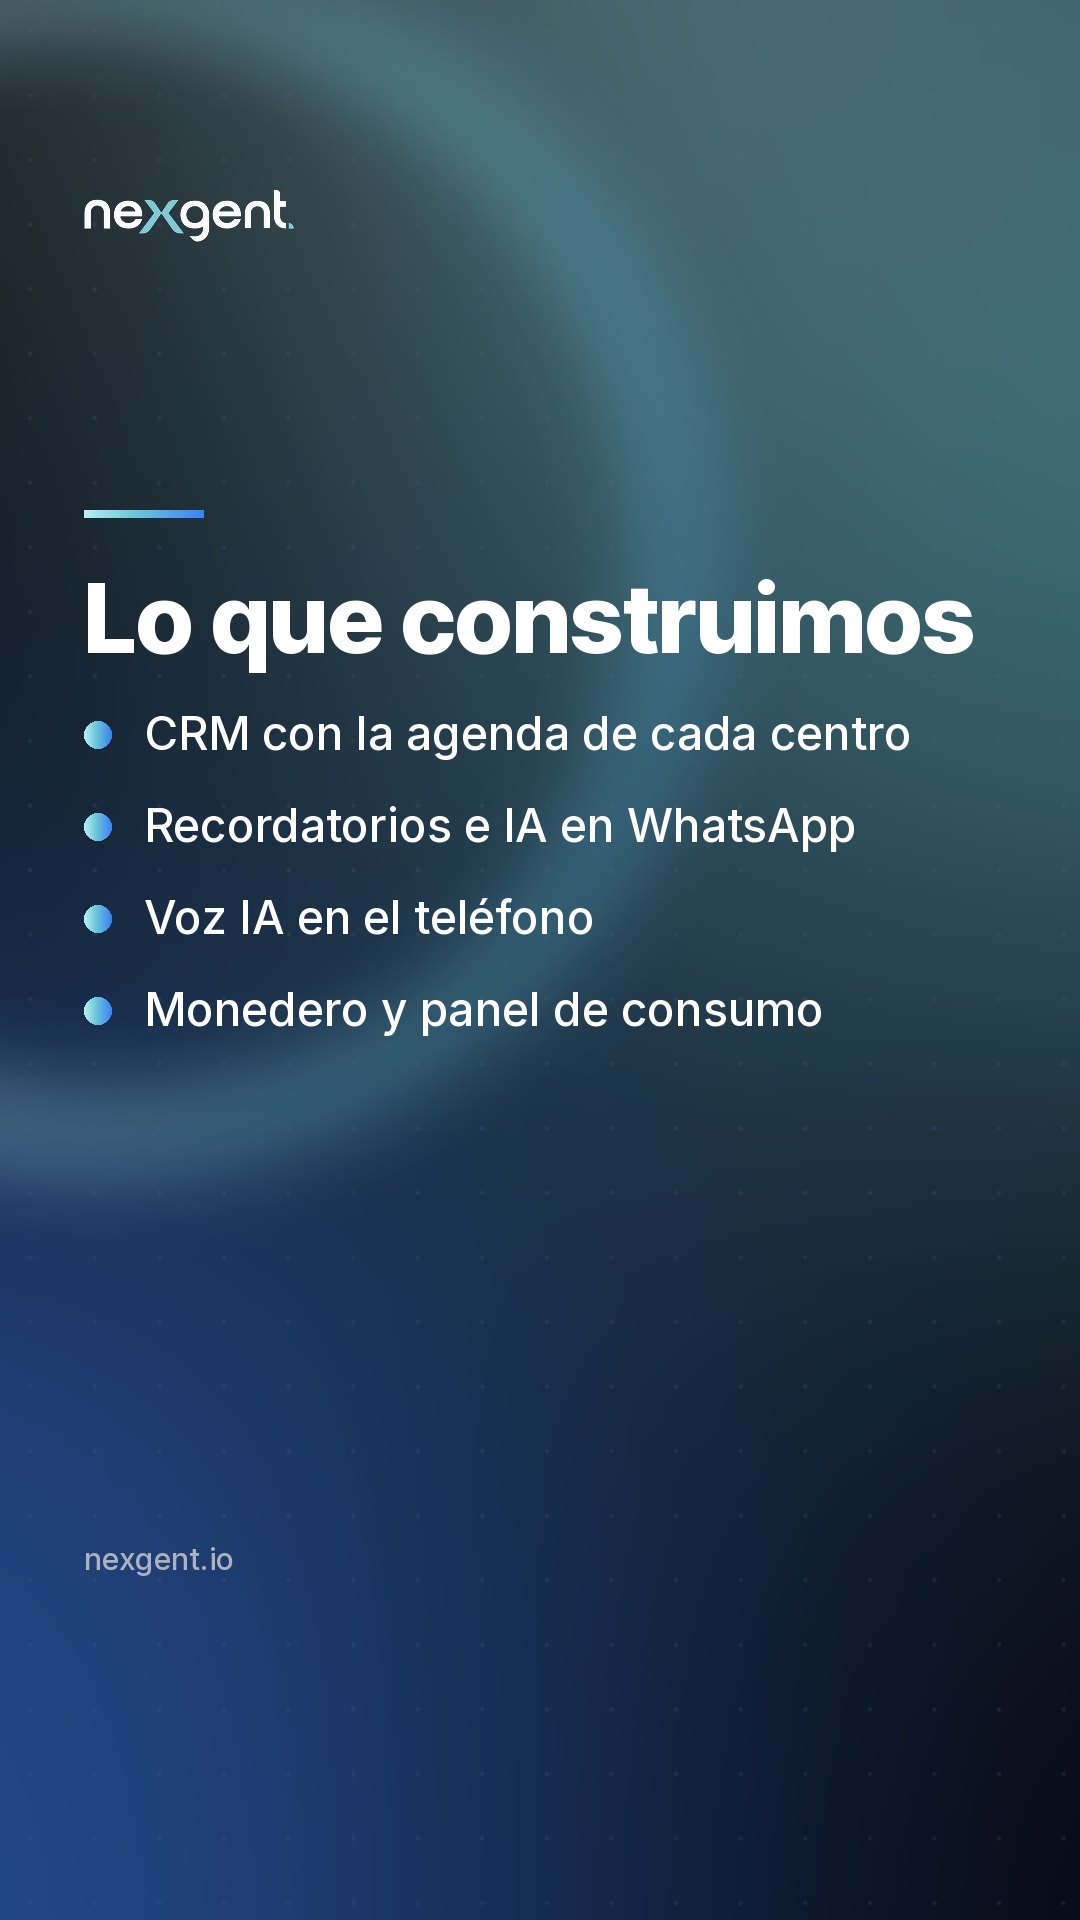 nexgent.
Lo que construimos
CRM con la agenda de cada centro
Recordatorios e IA en WhatsApp
Voz IA en el teléfono
Monedero y panel de consumo
nexgent.io